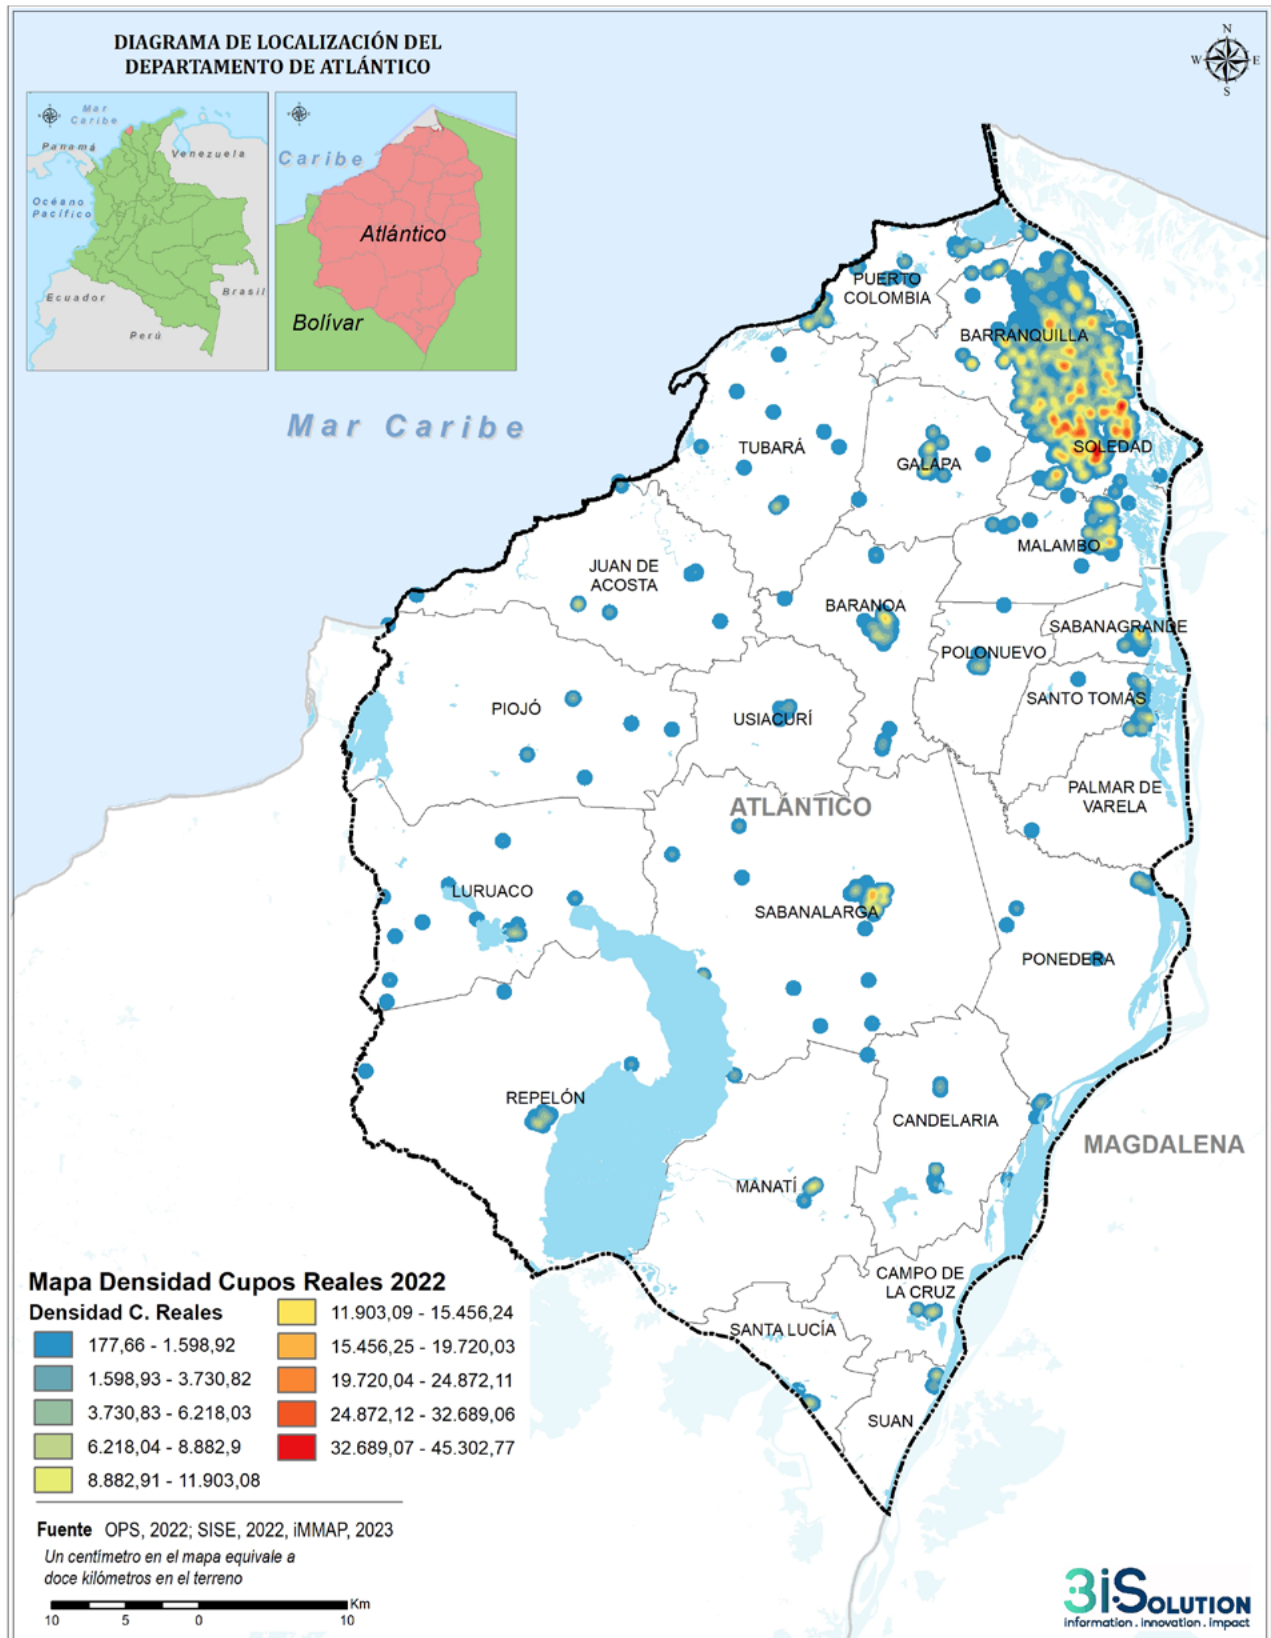 DIAGRAMA DE LOCALIZACIÓN DEL
DEPARTAMENTO DE ATLÁNTICO
N
W E
S
Mar
Caribe
Panamá
Venezuela
Océano
Pacífico
Ecuador
Brasil
Perú
Caribe
Atlántico
Bolívar
Mar Caribe
PUERTO
COLOMBIA
BARRANQUILLA
TUBARÁ
GALAPA
SOLEDAD
MALAMBO
JUAN DE
ACOSTA
BARANOA
SABANAGRANDE
POLONUEVO
SANTO TOMÁS
PIOJÓ
USIACURÍ
PALMAR DE
VARELA
ATLÁNTICO
LURUACO
SABANALARGA
PONEDERA
REPELÓN
CANDELARIA
MAGDALENA
MANATÍ
CAMPO DE
LA CRUZ
SANTA LUCÍA
SUAN
Mapa Densidad Cupos Reales 2022
Densidad C. Reales
177,66 - 1.598,92
1.598,93 - 3.730,82
3.730,83 - 6.218,03
6.218,04 - 8.882,9
8.882,91 - 11.903,08
11.903,09 - 15.456,24
15.456,25 - 19.720,03
19.720,04 - 24.872,11
24.872,12 - 32.689,06
32.689,07 - 45.302,77
Fuente OPS, 2022; SISE, 2022, iMMAP, 2023
Un centímetro en el mapa equivale a
doce kilómetros en el terreno
Km
10 5 0 10
3iSOLUTION
information . innovation . impact